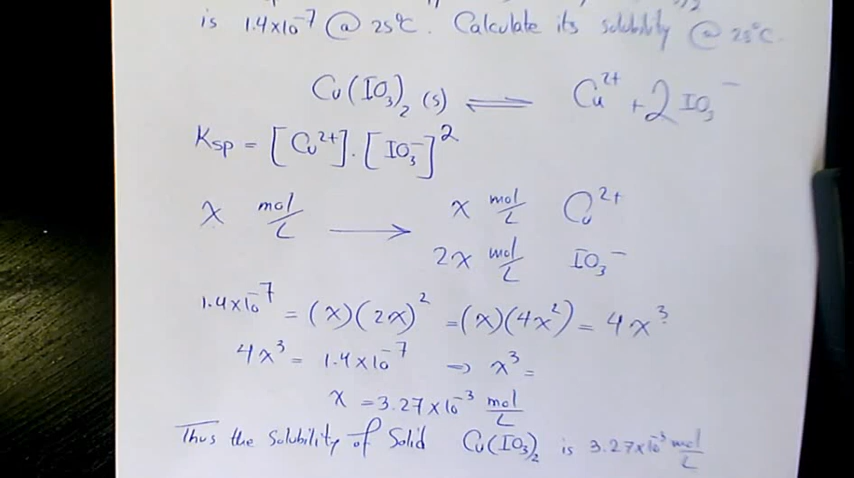 is 1.4x10⁻⁷ @ 25°C. Calculate its solubility @ 25°C.
Cu(IO₃)₂ (s) ⇌ Cu²⁺ + 2 IO₃⁻
Ksp = [Cu²⁺].[IO₃⁻]²
x mol/L → x mol/L Cu²⁺
2x mol/L IO₃⁻
1.4x10⁻⁷ = (x)(2x)² = (x)(4x²) = 4x³
4x³ = 1.4x10⁻⁷ ⇒ x³ =
x = 3.27x10⁻³ mol/L
Thus the solubility of Solid Cu(IO₃)₂ is 3.27x10⁻³ mol/L